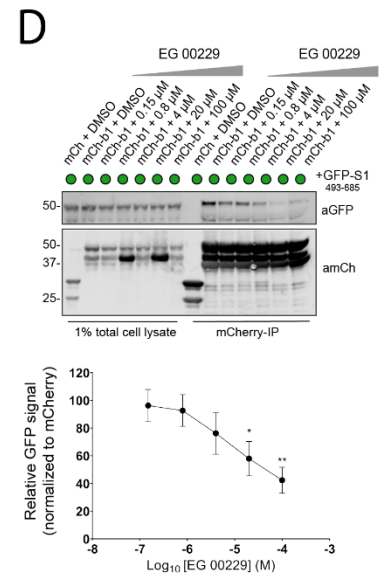 D
EG 00229
EG 00229
mCh + DMSO
mCh-b1 + DMSO
mCh-b1 + 0.15 µM
mCh-b1 + 0.8 µM
mCh-b1 + 4 µM
mCh-b1 + 20 µM
mCh-b1 + 100 µM
mCh + DMSO
mCh-b1 + DMSO
mCh-b1 + 0.15 µM
mCh-b1 + 0.8 µM
mCh-b1 + 4 µM
mCh-b1 + 20 µM
mCh-b1 + 100 µM
+GFP-S1
493-685
50-
aGFP
50-
37-
25-
amCh
1% total cell lysate
mCherry-IP
Relative GFP signal
(normalized to mCherry)
120
100
80
60
40
20
0
*
**
-8
-7
-6
-5
-4
-3
Log10 [EG 00229] (M)